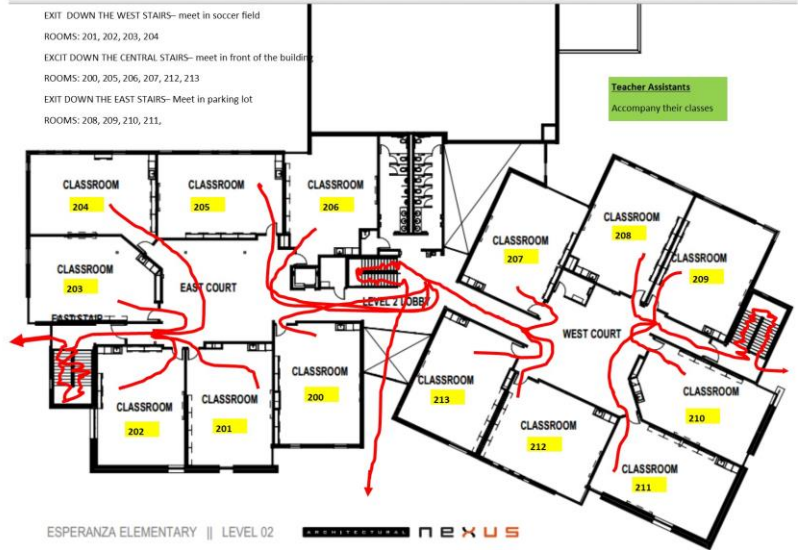 EXIT DOWN THE WEST STAIRS– meet in soccer field
ROOMS: 201, 202, 203, 204
EXCIT DOWN THE CENTRAL STAIRS– meet in front of the building
ROOMS: 200, 205, 206, 207, 212, 213
EXIT DOWN THE EAST STAIRS– Meet in parking lot
ROOMS: 208, 209, 210, 211,
Teacher Assistants
Accompany their classes
CLASSROOM
204
CLASSROOM
205
CLASSROOM
206
CLASSROOM
207
CLASSROOM
208
CLASSROOM
209
CLASSROOM
203
EAST COURT
EAST STAIR
LEVEL 2 LOBBY
WEST COURT
CLASSROOM
202
CLASSROOM
201
CLASSROOM
200
CLASSROOM
213
CLASSROOM
212
CLASSROOM
210
CLASSROOM
211
ESPERANZA ELEMENTARY || LEVEL 02
ARCHITECTURAL nexus